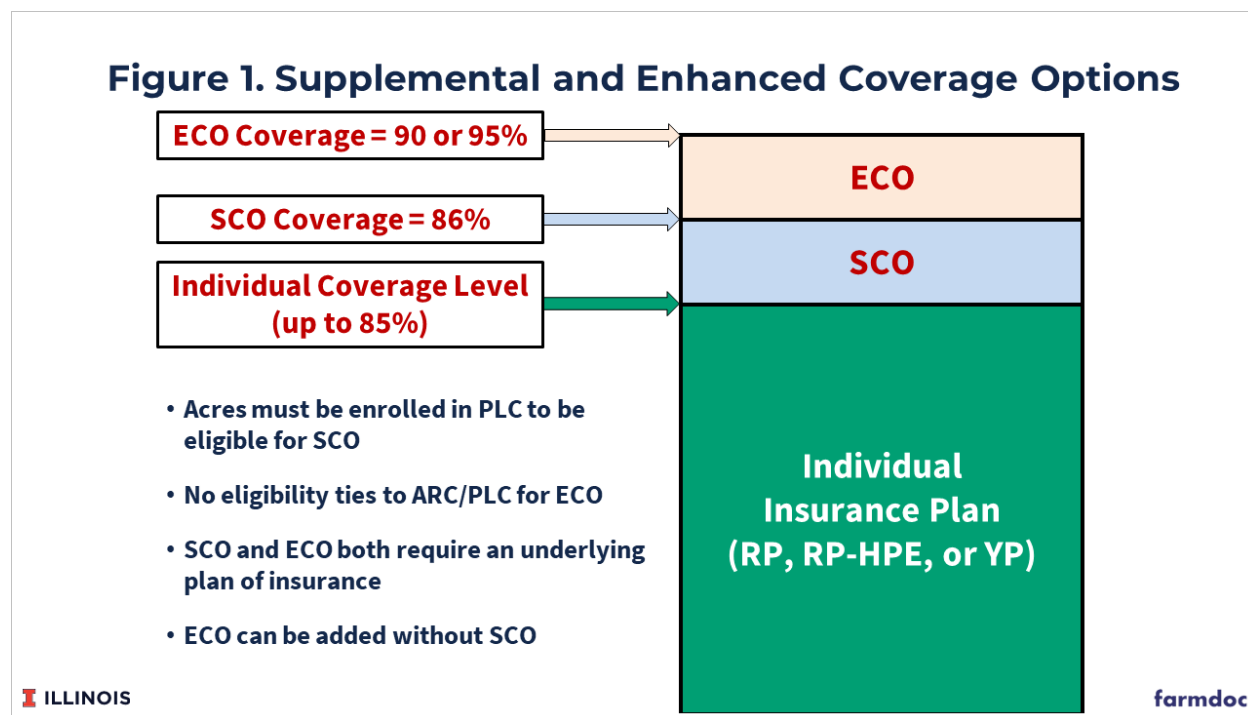 Figure 1. Supplemental and Enhanced Coverage Options
ECO Coverage = 90 or 95%
SCO Coverage = 86%
Individual Coverage Level
(up to 85%)
ECO
SCO
Individual
Insurance Plan
(RP, RP-HPE, or YP)
• Acres must be enrolled in PLC to be
eligible for SCO
• No eligibility ties to ARC/PLC for ECO
• SCO and ECO both require an underlying
plan of insurance
• ECO can be added without SCO
I ILLINOIS
farmdoc